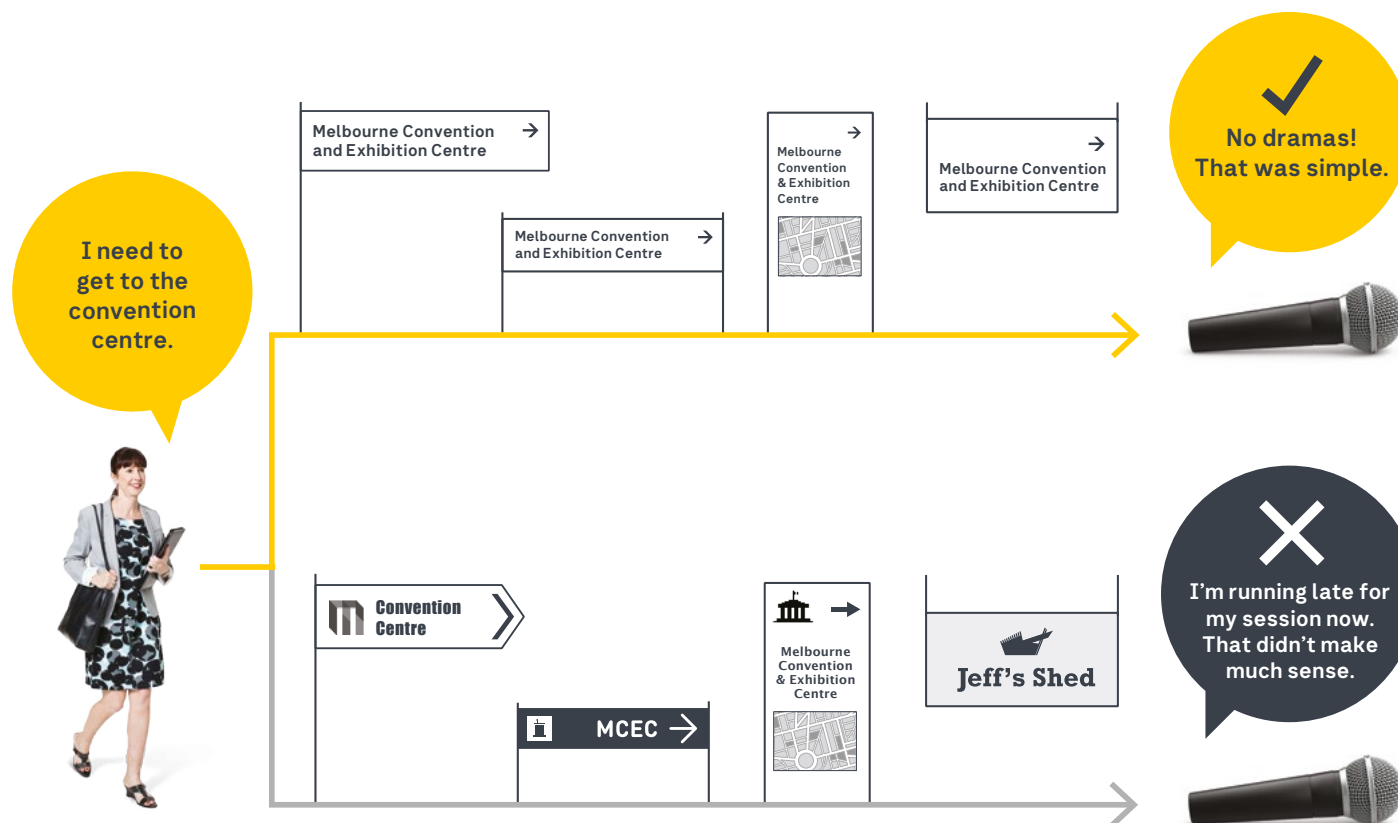 I need to
get to the
convention
centre.
Melbourne Convention
and Exhibition Centre
Melbourne Convention
and Exhibition Centre
Melbourne
Convention
& Exhibition
Centre
Melbourne Convention
and Exhibition Centre
No dramas!
That was simple.
Convention
Centre
MCEC
Melbourne
Convention
& Exhibition
Centre
Jeff's Shed
I'm running late for
my session now.
That didn't make
much sense.